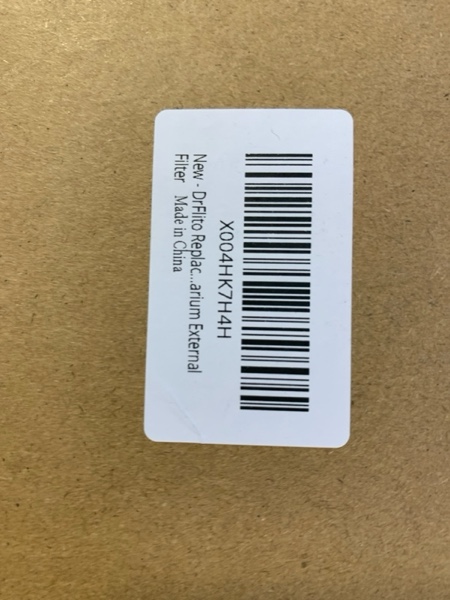 X004HK7H4H
New - DrFlito Replac...arium External
Filter Made in China